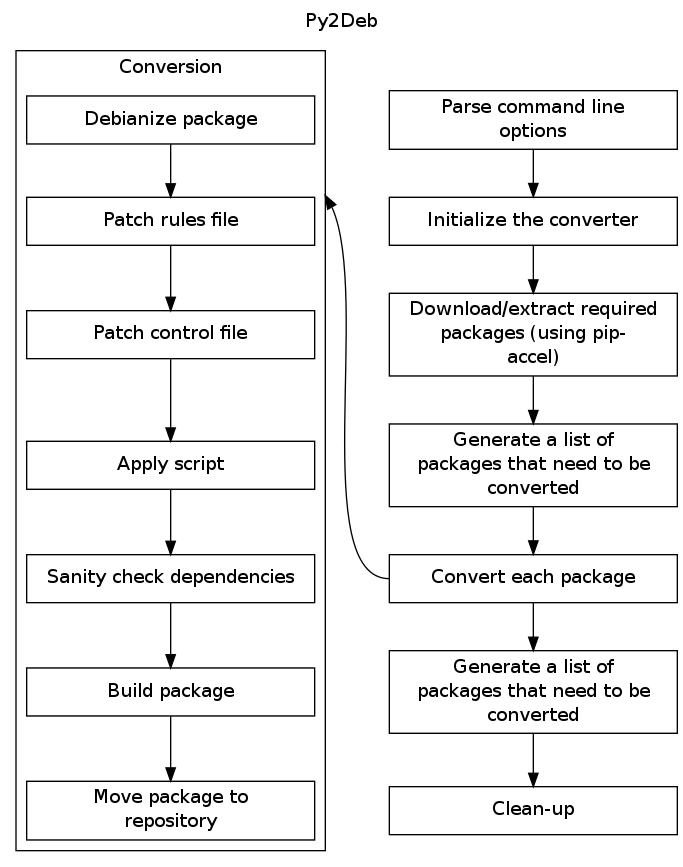 Py2Deb
Conversion
Debianize package
Patch rules file
Patch control file
Apply script
Sanity check dependencies
Build package
Move package to
repository
Parse command line
options
Initialize the converter
Download/extract required
packages (using pip-
accel)
Generate a list of
packages that need to be
converted
Convert each package
Generate a list of
packages that need to be
converted
Clean-up